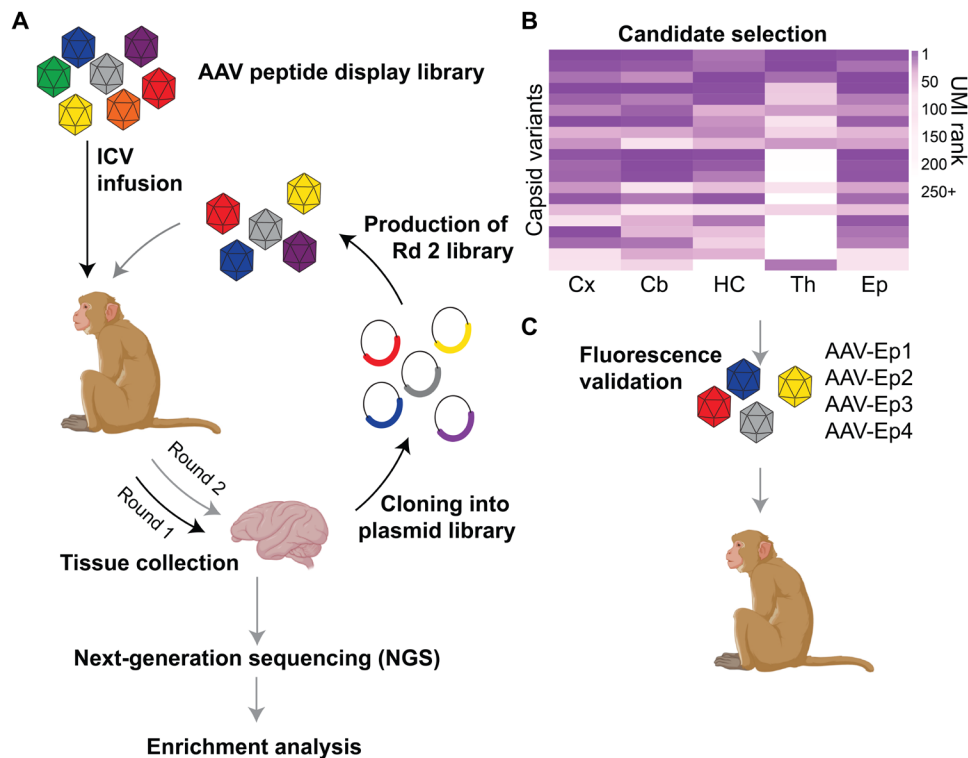 A
AAV peptide display library
ICV
infusion
Production of
Rd 2 library
Round 2
Round 1
Cloning into
plasmid library
Tissue collection
Next-generation sequencing (NGS)
Enrichment analysis
B
Candidate selection
Capsid variants
1
50
100
150
200
250+
UMI rank
Cx
Cb
HC
Th
Ep
C
Fluorescence
validation
AAV-Ep1
AAV-Ep2
AAV-Ep3
AAV-Ep4